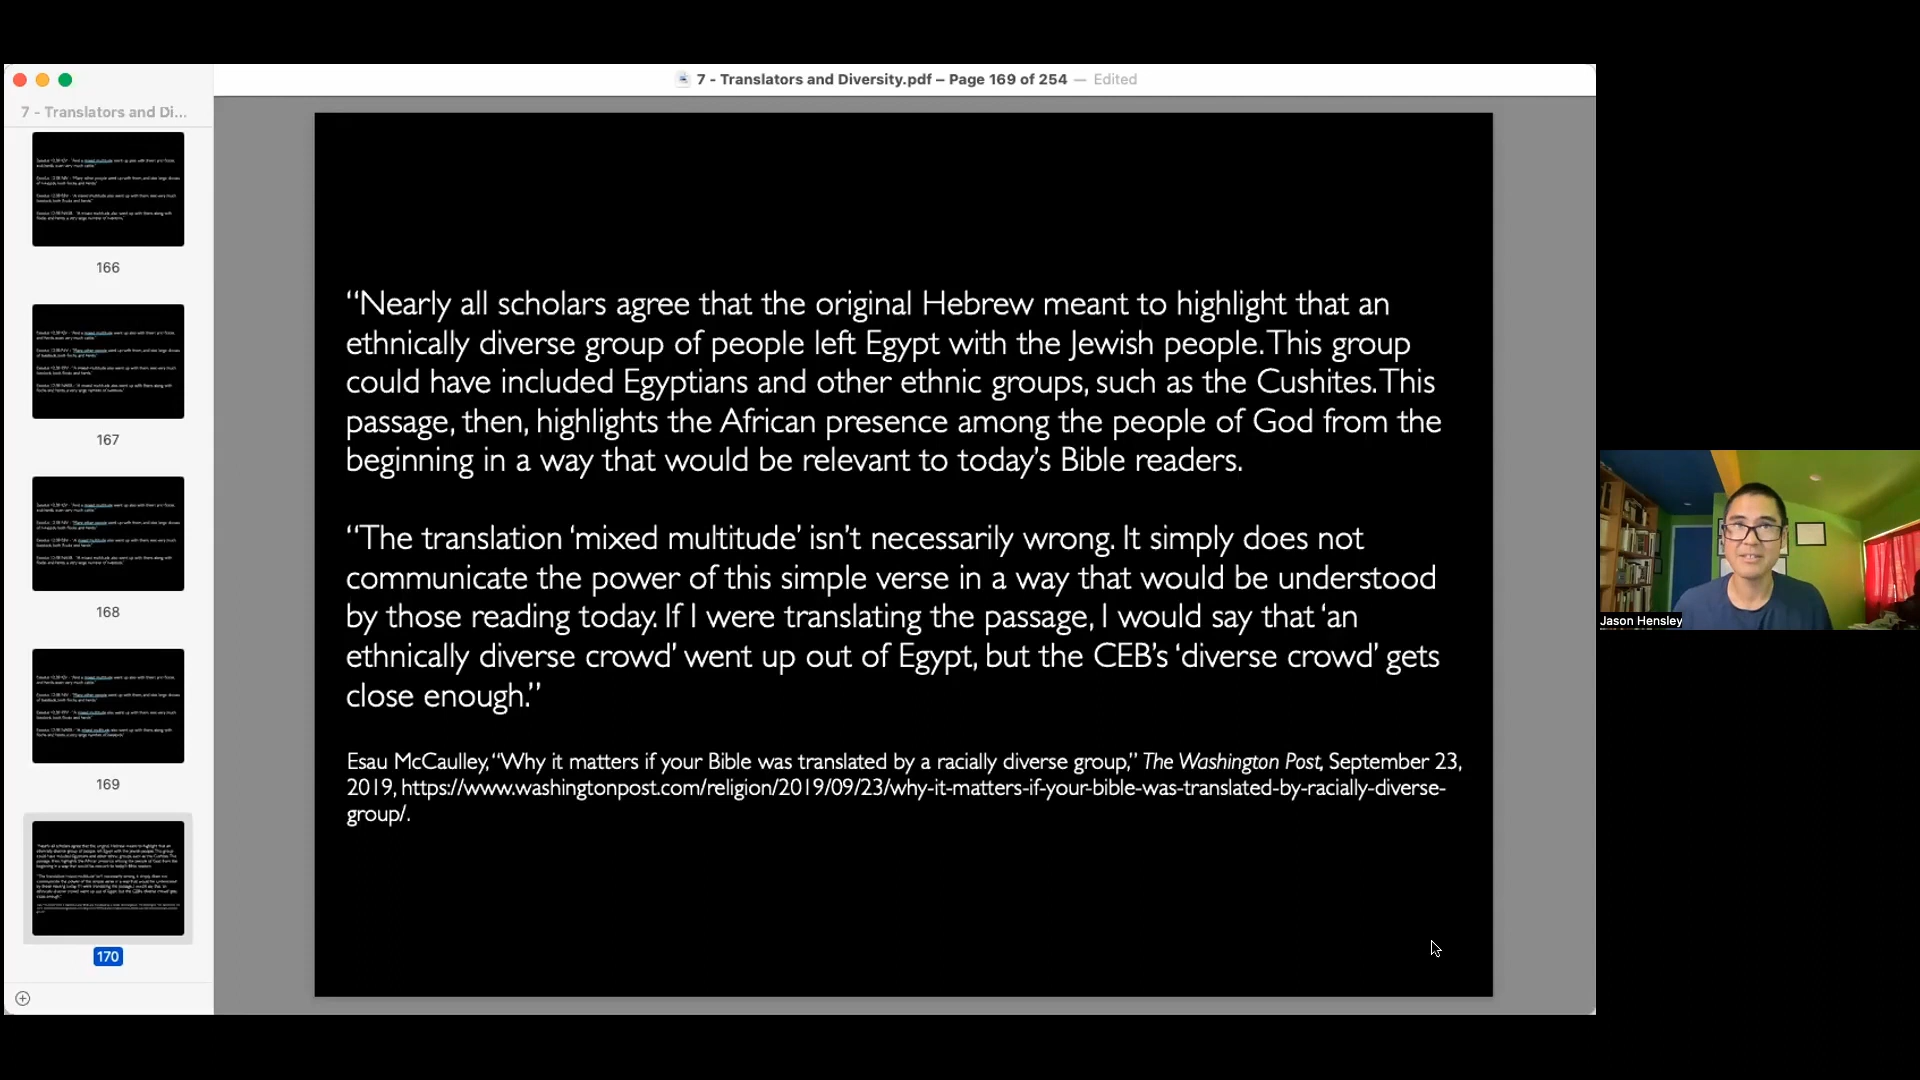 7 - Translators and Diversity.pdf – Page 169 of 254 — Edited
7 - Translators and Di...
166
167
168
169
170
“Nearly all scholars agree that the original Hebrew meant to highlight that an
ethnically diverse group of people left Egypt with the Jewish people. This group
could have included Egyptians and other ethnic groups, such as the Cushites. This
passage, then, highlights the African presence among the people of God from the
beginning in a way that would be relevant to today’s Bible readers.
“The translation ‘mixed multitude’ isn’t necessarily wrong. It simply does not
communicate the power of this simple verse in a way that would be understood
by those reading today. If I were translating the passage, I would say that ‘an
ethnically diverse crowd’ went up out of Egypt, but the CEB’s ‘diverse crowd’ gets
close enough.”
Esau McCaulley, “Why it matters if your Bible was translated by a racially diverse group,” The Washington Post, September 23,
2019, https://www.washingtonpost.com/religion/2019/09/23/why-it-matters-if-your-bible-was-translated-by-racially-diverse-
group/.
Jason Hensley